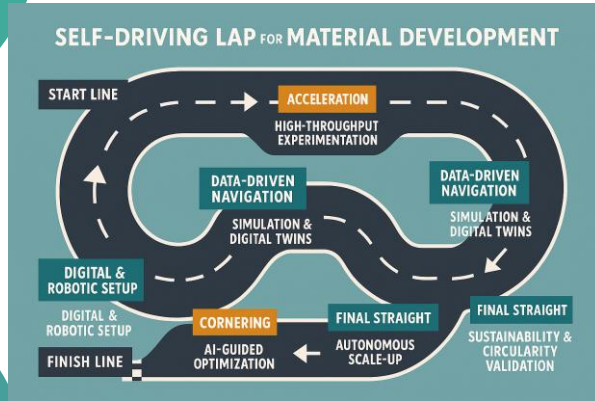 SELF-DRIVING LAP FOR MATERIAL DEVELOPMENT
START LINE
ACCELERATION
HIGH-THROUGHPUT
EXPERIMENTATION
DATA-DRIVEN
NAVIGATION
SIMULATION &
DIGITAL TWINS
DATA-DRIVEN
NAVIGATION
SIMULATION &
DIGITAL TWINS
DIGITAL &
ROBOTIC SETUP
DIGITAL &
ROBOTIC SETUP
CORNERING
AI-GUIDED
OPTIMIZATION
FINAL STRAIGHT
AUTONOMOUS
SCALE-UP
FINAL STRAIGHT
SUSTAINABILITY &
CIRCULARITY
VALIDATION
FINISH LINE